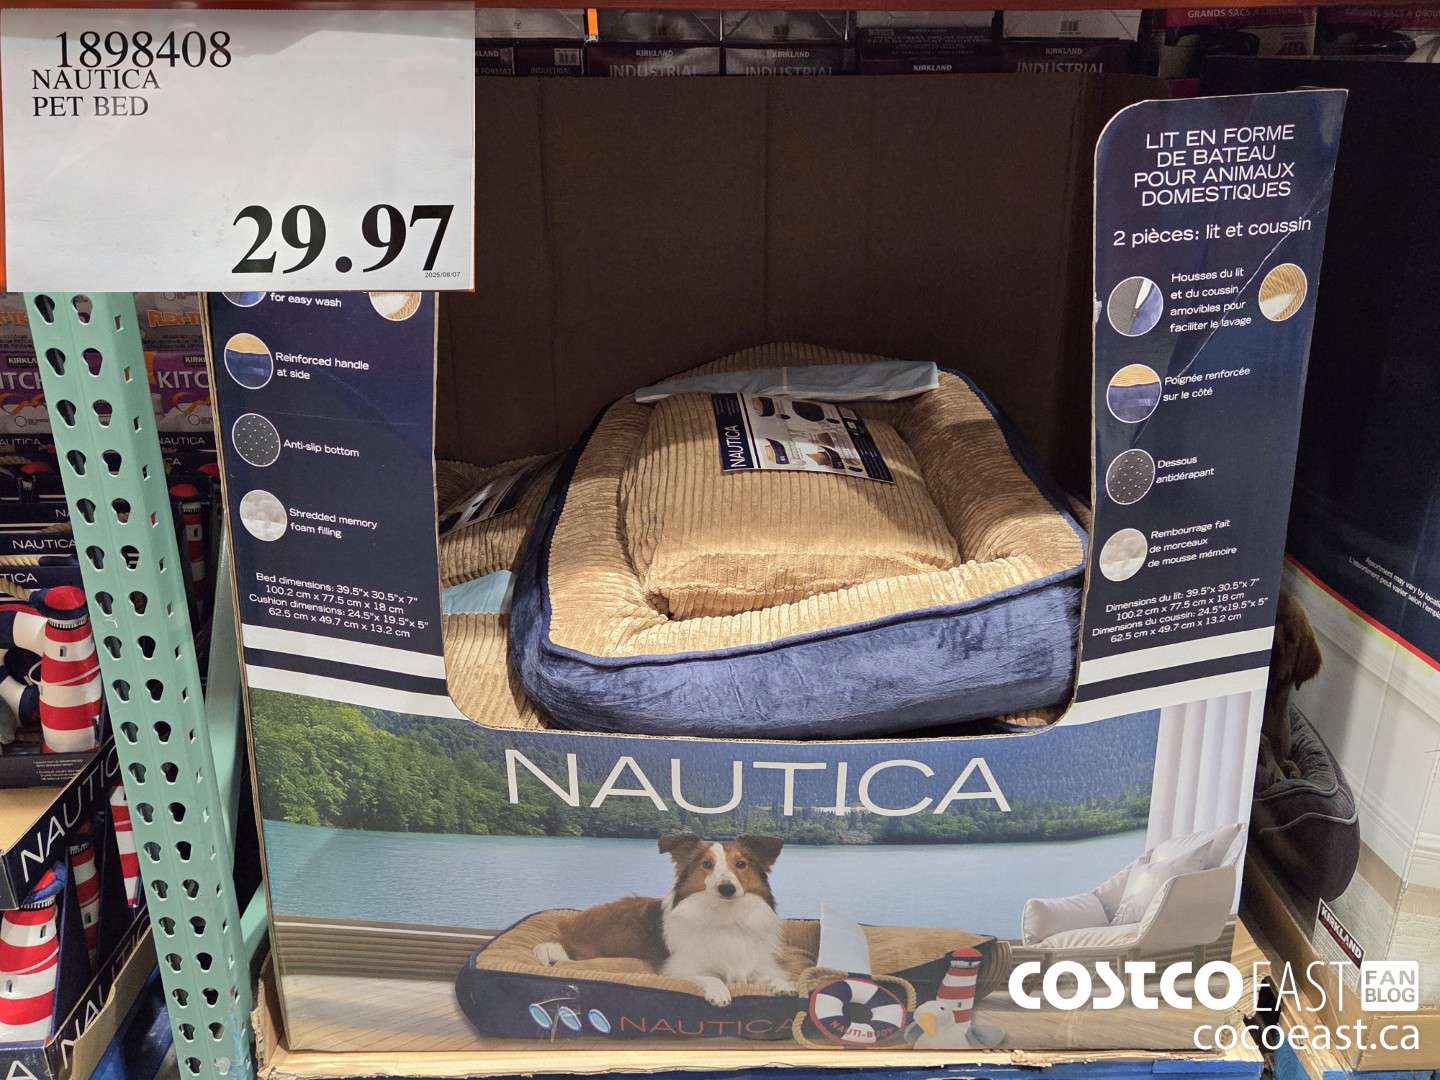 1898408
NAUTICA
PET BED
29.97
2025/08/07
KIRKLAND
INDUSTRIAL
KIRKLAND
INDUSTRIAL
KIRKLAND
KIRKLAND
INDUSTRIAL
for easy wash
Reinforced handle
at side
Anti-slip bottom
Shredded memory
foam filling
Bed dimensions: 39.5"x 30.5"x 7"
100.2 cm x 77.5 cm x 18 cm
Cushion dimensions: 24.5"x 19.5"x 5"
62.5 cm x 49.7 cm x 13.2 cm
LIT EN FORME
DE BATEAU
POUR ANIMAUX
DOMESTIQUES
2 pièces: lit et coussin
Housses du lit
et du coussin
amovibles pour
faciliter le lavage
Poignée renforcée
sur le côté
Dessous
antidérapant
Rembourrage fait
de morceaux
de mousse mémoire
Dimensions du lit: 39.5"x 30.5"x 7"
100.2 cm x 77.5 cm x 18 cm
Dimensions du coussin: 24.5"x19.5"x 5"
62.5 cm x 49.7 cm x 13.2 cm
NAUTICA
NAUTICA
NAUTICA
NAUTICA
NAUTICA
KIRKLAND
COSTCO EAST FAN BLOG
cocoeast.ca